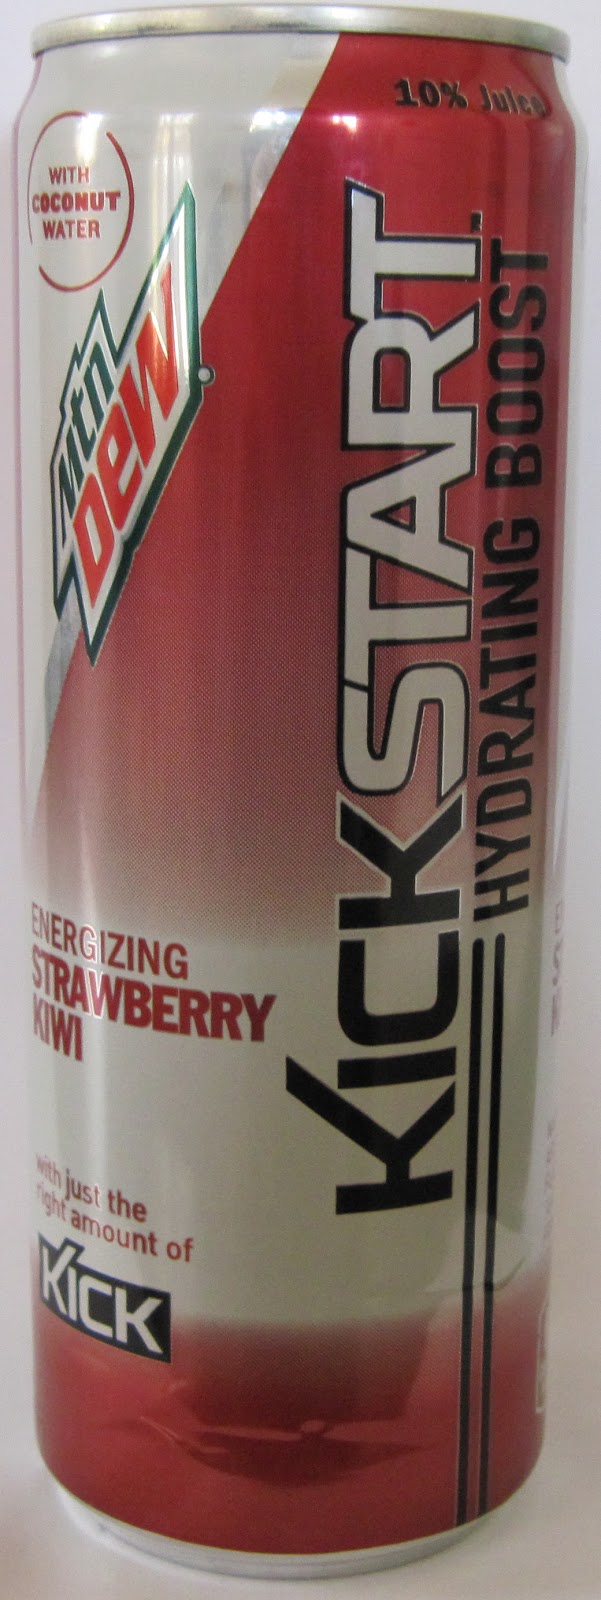 10% Juice
WITH
COCONUT
WATER
Mtn
Dew
KICKSTART™
HYDRATING BOOST
ENERGIZING
STRAWBERRY
KIWI
with just the
right amount of
KICK